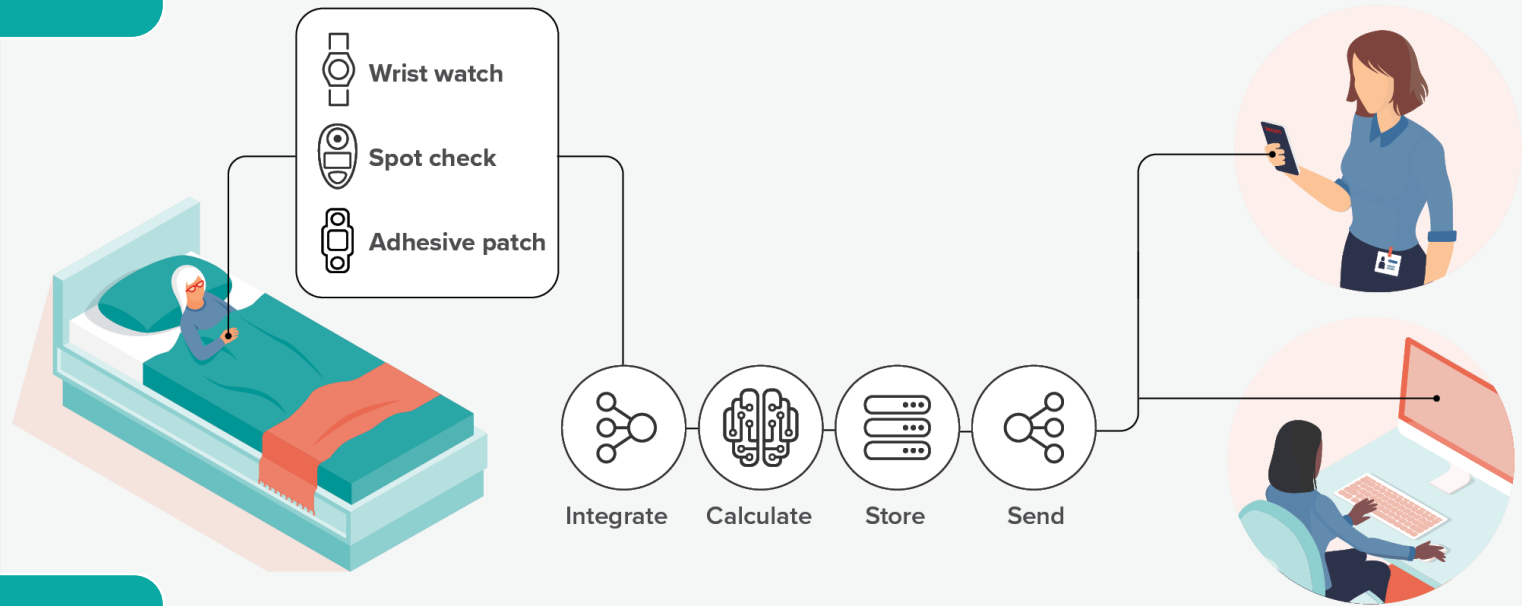 Wrist watch
Spot check
Adhesive patch
Integrate
Calculate
Store
Send